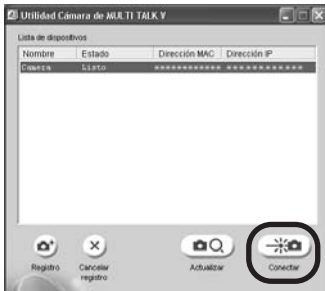 Utilidad Cámara de MULTI TALK V
Lista de dispositivos
Nombre Estado Dirección MAC Dirección IP
Camera Listo ************ ************
Registro Cancelar registro Actualizar Conectar